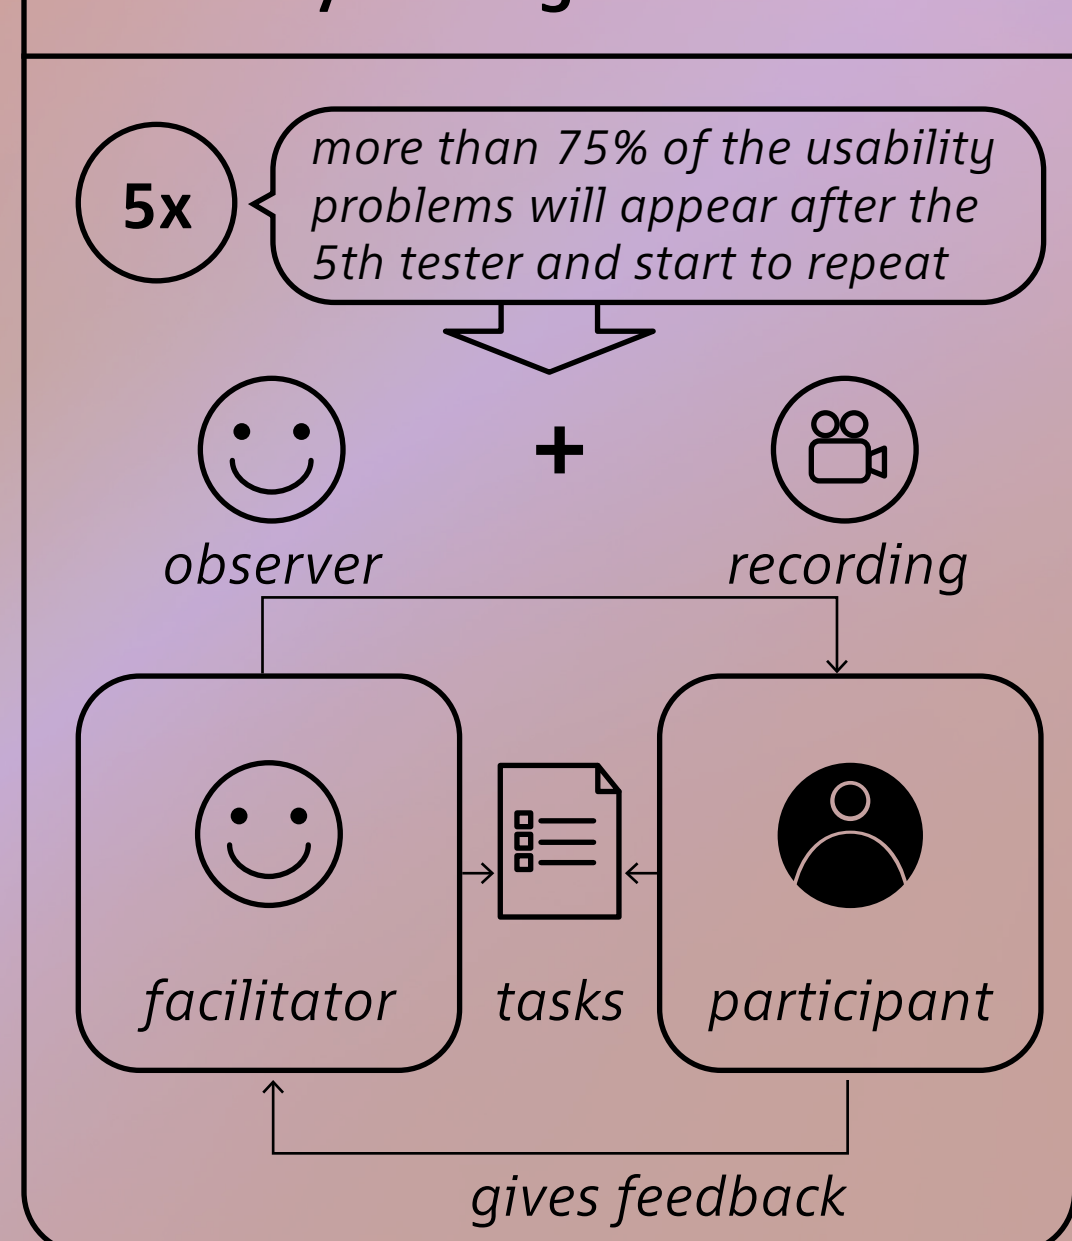 5x
more than 75% of the usability
problems will appear after the
5th tester and start to repeat
+
observer
recording
facilitator
tasks
participant
gives feedback